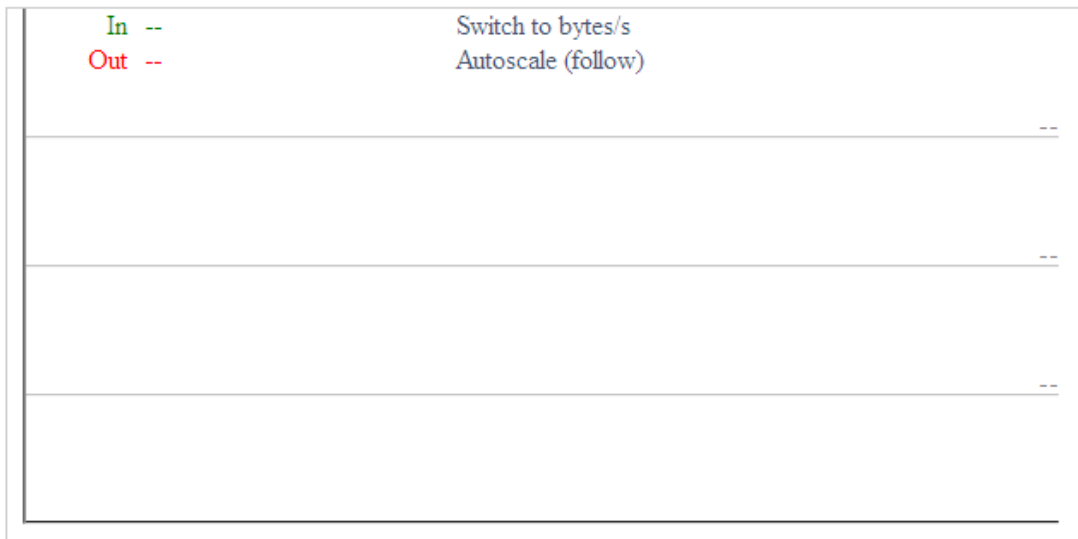 In -- Switch to bytes/s
Out -- Autoscale (follow)
--
--
--